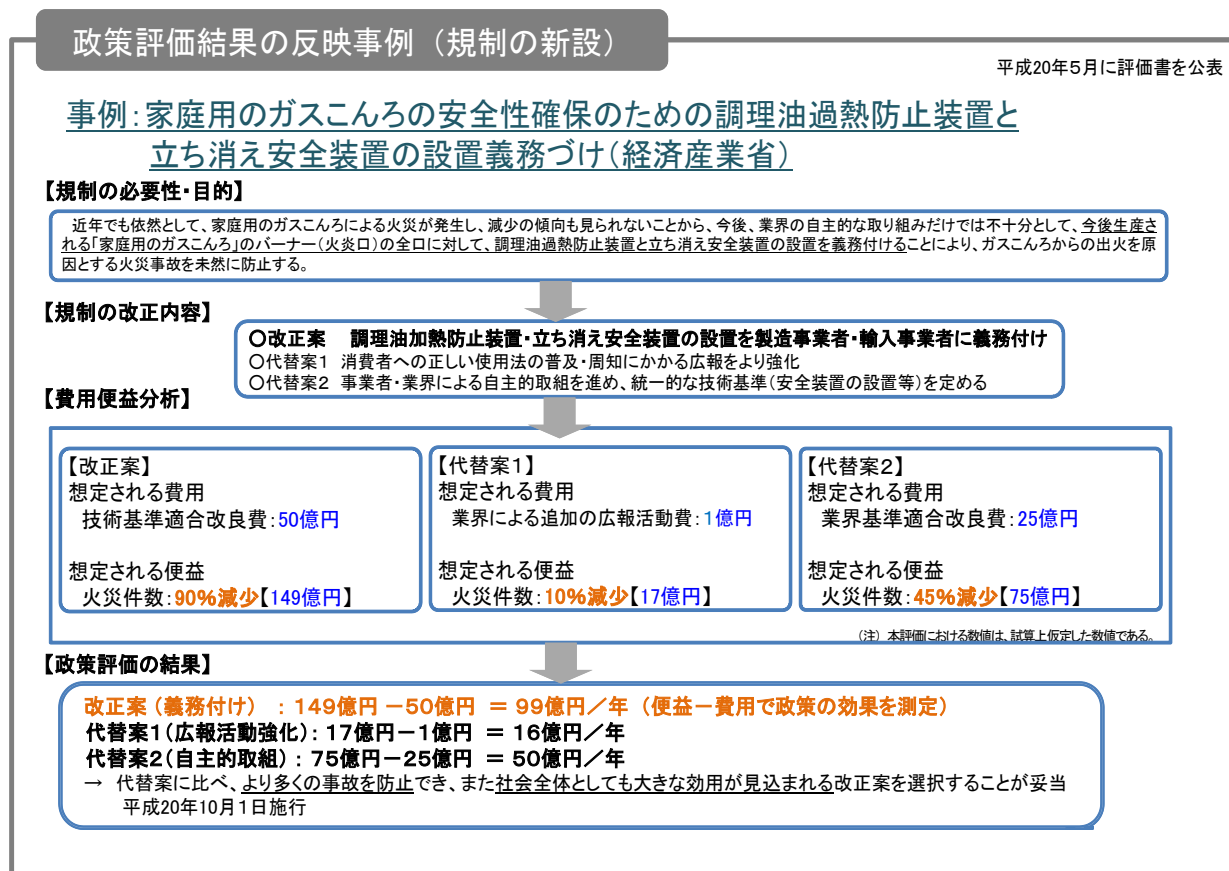 政策評価結果の反映事例（規制の新設）
平成20年5月に評価書を公表
事例：家庭用のガスこんろの安全性確保のための調理油過熱防止装置と
立ち消え安全装置の設置義務づけ（経済産業省）
【規制の必要性・目的】
近年でも依然として、家庭用のガスこんろによる火災が発生し、減少の傾向も見られないことから、今後、業界の自主的な取り組みだけでは不十分として、今後生産さ
れる「家庭用のガスこんろ」のバーナー（火炎口）の全口に対して、調理油過熱防止装置と立ち消え安全装置の設置を義務付けることにより、ガスこんろからの出火を原
因とする火災事故を未然に防止する。
【規制の改正内容】
○改正案　調理油加熱防止装置・立ち消え安全装置の設置を製造事業者・輸入事業者に義務付け
○代替案１　消費者への正しい使用法の普及・周知にかかる広報をより強化
○代替案２　事業者・業界による自主的取組を進め、統一的な技術基準（安全装置の設置等）を定める
【費用便益分析】
【改正案】
想定される費用
技術基準適合改良費：50億円
想定される便益
火災件数：90%減少【149億円】
【代替案１】
想定される費用
業界による追加の広報活動費：１億円
想定される便益
火災件数：10%減少【17億円】
【代替案２】
想定される費用
業界基準適合改良費：25億円
想定される便益
火災件数：45%減少【75億円】
（注）本評価における数値は、試算上仮定した数値である。
【政策評価の結果】
改正案（義務付け）：149億円－50億円 ＝ 99億円／年（便益－費用で政策の効果を測定）
代替案1（広報活動強化）：17億円－1億円 ＝ 16億円／年
代替案2（自主的取組）：75億円－25億円 ＝ 50億円／年
→ 代替案に比べ、より多くの事故を防止でき、また社会全体としても大きな効用が見込まれる改正案を選択することが妥当
平成20年10月1日施行